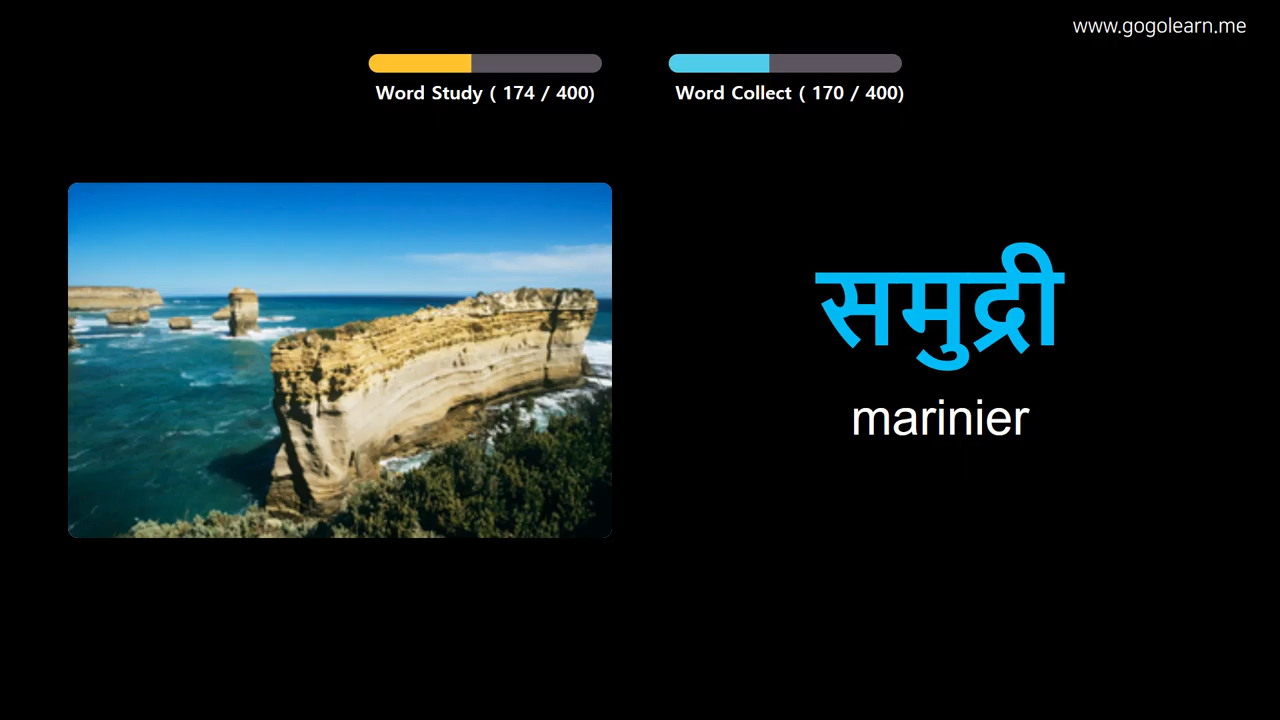 www.gogolearn.me
Word Study ( 174 / 400)
Word Collect ( 170 / 400)
समुद्री
marinier